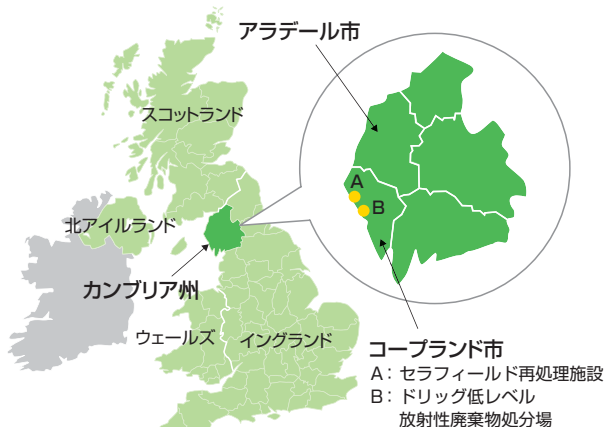 アラデール市
スコットランド
A
B
北アイルランド
カンブリア州
ウェールズ
イングランド
コープランド市
A：セラフィールド再処理施設
B：ドリッグ低レベル
放射性廃棄物処分場